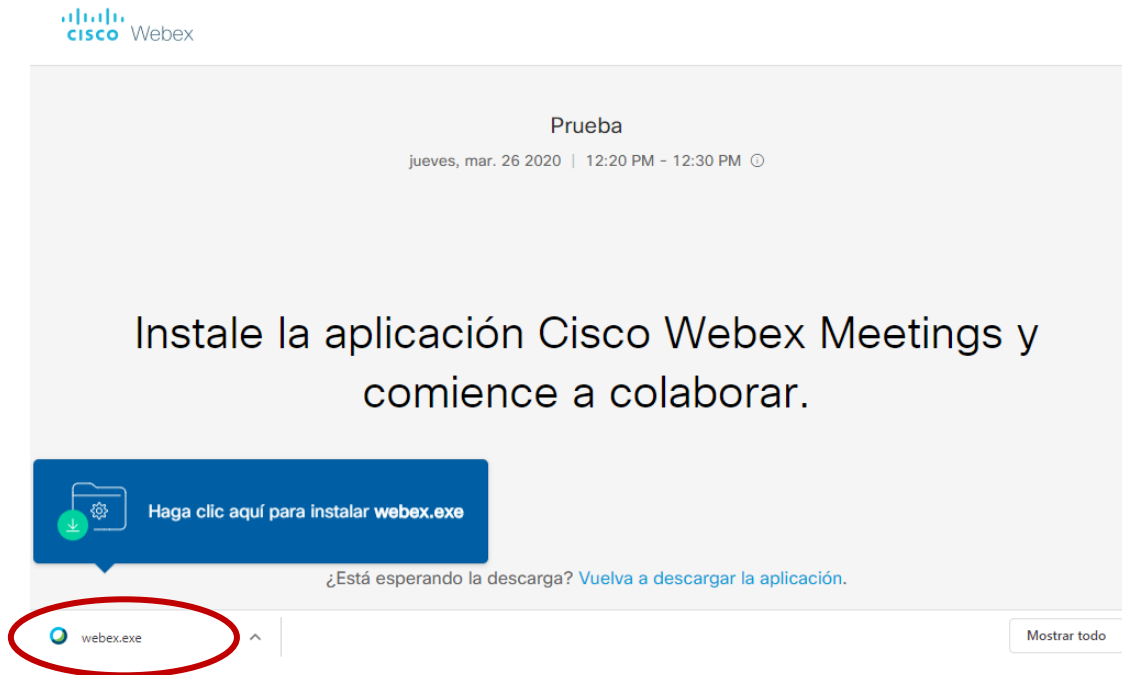 cisco Webex
Prueba
jueves, mar. 26 2020 | 12:20 PM - 12:30 PM
Instale la aplicación Cisco Webex Meetings y
comience a colaborar.
Haga clic aquí para instalar webex.exe
¿Está esperando la descarga? Vuelva a descargar la aplicación.
webex.exe
Mostrar todo